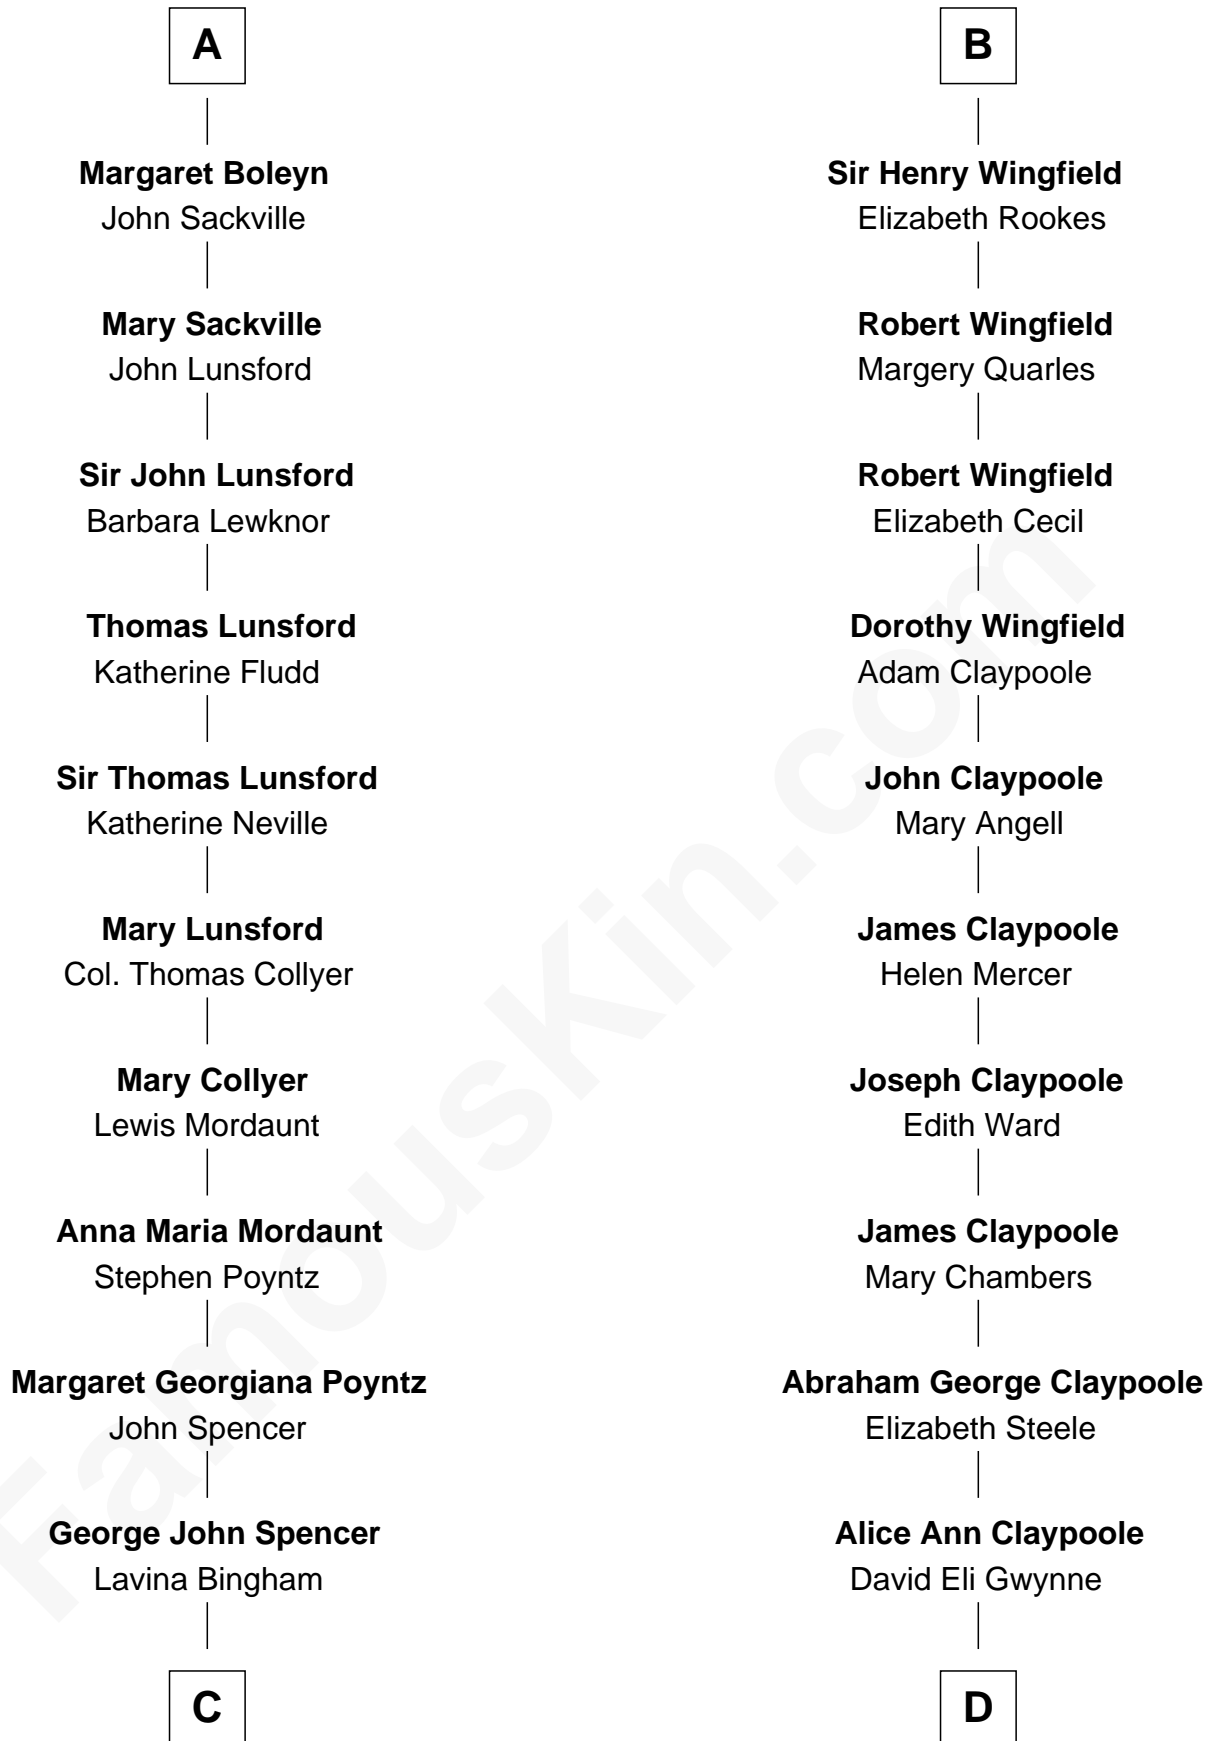 A
Margaret Boleyn
John Sackville
Mary Sackville
John Lunsford
Sir John Lunsford
Barbara Lewknor
Thomas Lunsford
Katherine Fludd
Sir Thomas Lunsford
Katherine Neville
Mary Lunsford
Col. Thomas Collyer
Mary Collyer
Lewis Mordaunt
Anna Maria Mordaunt
Stephen Poyntz
Margaret Georgiana Poyntz
John Spencer
George John Spencer
Lavina Bingham
C
B
Sir Henry Wingfield
Elizabeth Rookes
Robert Wingfield
Margery Quarles
Robert Wingfield
Elizabeth Cecil
Dorothy Wingfield
Adam Claypoole
John Claypoole
Mary Angell
James Claypoole
Helen Mercer
Joseph Claypoole
Edith Ward
James Claypoole
Mary Chambers
Abraham George Claypoole
Elizabeth Steele
Alice Ann Claypoole
David Eli Gwynne
D
FamousKin.com